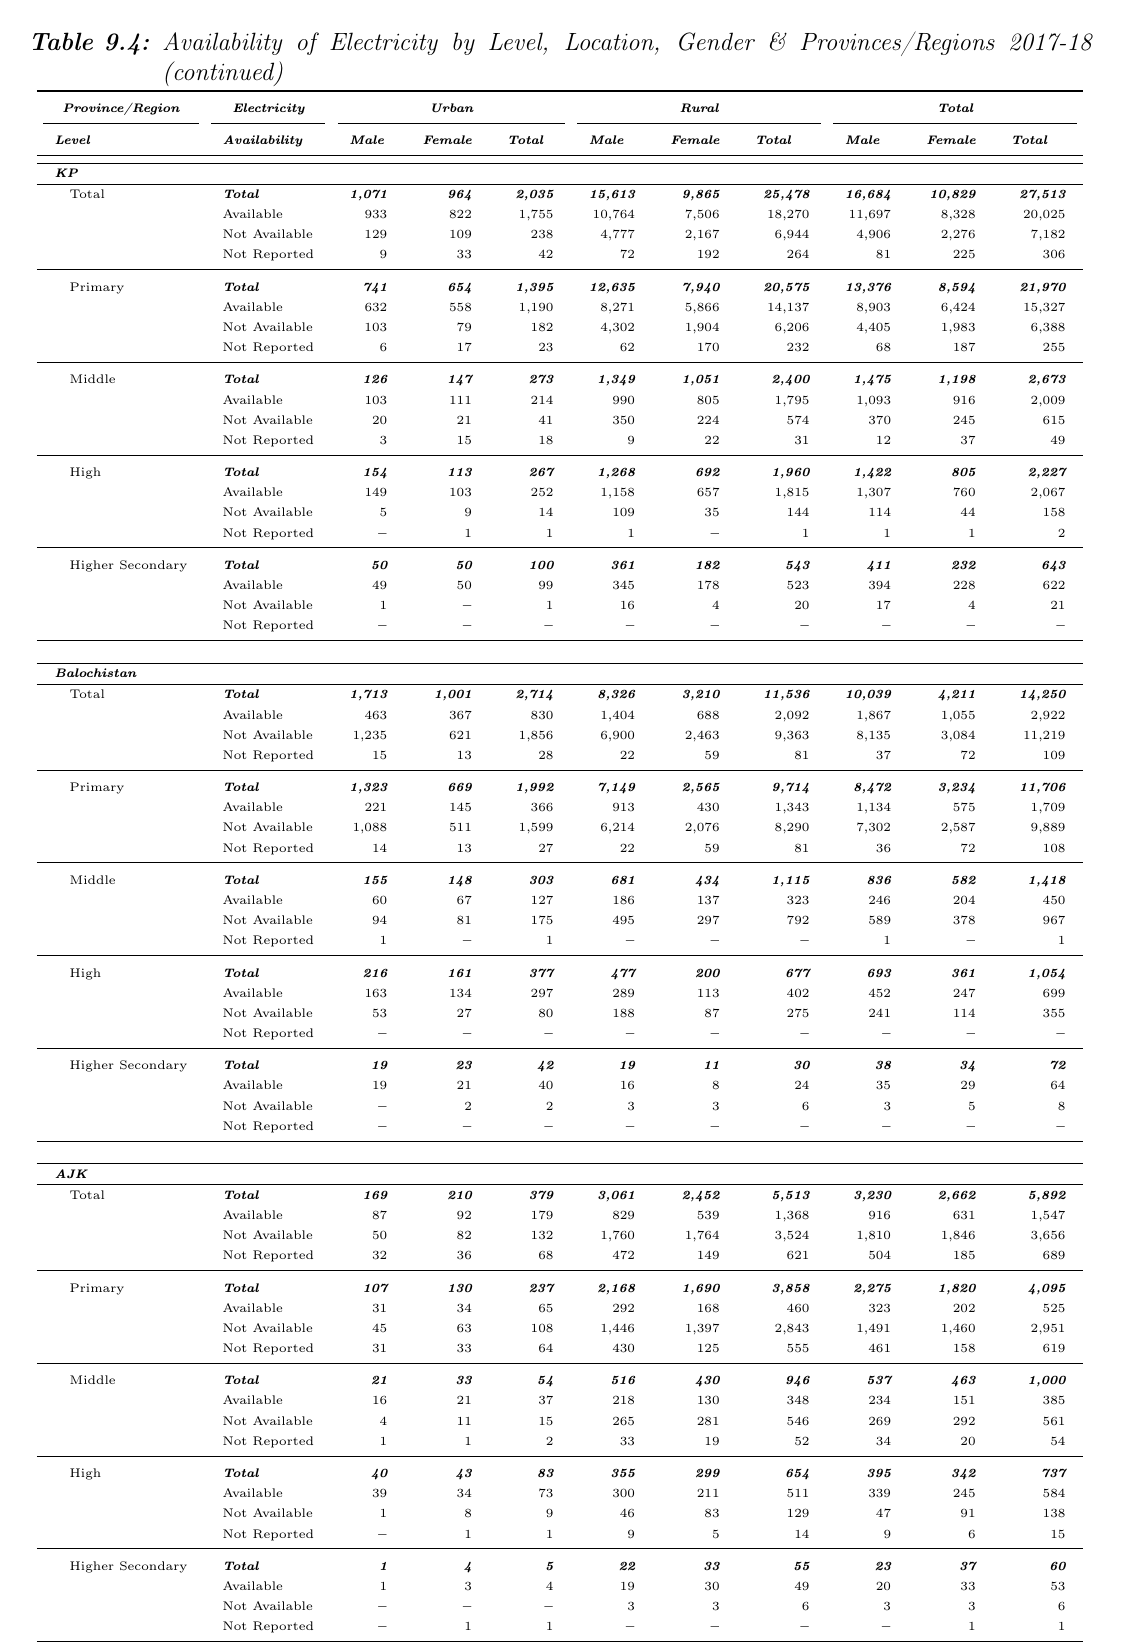 Table 9.4: Availability of Electricity by Level, Location, Gender & Provinces/Regions 2017-18
(continued)
Province/Region Electricity Urban Rural Total
Level Availability Male Female Total Male Female Total Male Female Total
KP
Total Total 1,071 964 2,035 15,613 9,865 25,478 16,684 10,829 27,513
Available 933 822 1,755 10,764 7,506 18,270 11,697 8,328 20,025
Not Available 129 109 238 4,777 2,167 6,944 4,906 2,276 7,182
Not Reported 9 33 42 72 192 264 81 225 306
Primary Total 741 654 1,395 12,635 7,940 20,575 13,376 8,594 21,970
Available 632 558 1,190 8,271 5,866 14,137 8,903 6,424 15,327
Not Available 103 79 182 4,302 1,904 6,206 4,405 1,983 6,388
Not Reported 6 17 23 62 170 232 68 187 255
Middle Total 126 147 273 1,349 1,051 2,400 1,475 1,198 2,673
Available 103 111 214 990 805 1,795 1,093 916 2,009
Not Available 20 21 41 350 224 574 370 245 615
Not Reported 3 15 18 9 22 31 12 37 49
High Total 154 113 267 1,268 692 1,960 1,422 805 2,227
Available 149 103 252 1,158 657 1,815 1,307 760 2,067
Not Available 5 9 14 109 35 144 114 44 158
Not Reported – 1 1 1 – 1 1 1 2
Higher Secondary Total 50 50 100 361 182 543 411 232 643
Available 49 50 99 345 178 523 394 228 622
Not Available 1 – 1 16 4 20 17 4 21
Not Reported – – – – – – – – –
Balochistan
Total Total 1,713 1,001 2,714 8,326 3,210 11,536 10,039 4,211 14,250
Available 463 367 830 1,404 688 2,092 1,867 1,055 2,922
Not Available 1,235 621 1,856 6,900 2,463 9,363 8,135 3,084 11,219
Not Reported 15 13 28 22 59 81 37 72 109
Primary Total 1,323 669 1,992 7,149 2,565 9,714 8,472 3,234 11,706
Available 221 145 366 913 430 1,343 1,134 575 1,709
Not Available 1,088 511 1,599 6,214 2,076 8,290 7,302 2,587 9,889
Not Reported 14 13 27 22 59 81 36 72 108
Middle Total 155 148 303 681 434 1,115 836 582 1,418
Available 60 67 127 186 137 323 246 204 450
Not Available 94 81 175 495 297 792 589 378 967
Not Reported 1 – 1 – – – 1 – 1
High Total 216 161 377 477 200 677 693 361 1,054
Available 163 134 297 289 113 402 452 247 699
Not Available 53 27 80 188 87 275 241 114 355
Not Reported – – – – – – – – –
Higher Secondary Total 19 23 42 19 11 30 38 34 72
Available 19 21 40 16 8 24 35 29 64
Not Available – 2 2 3 3 6 3 5 8
Not Reported – – – – – – – – –
AJK
Total Total 169 210 379 3,061 2,452 5,513 3,230 2,662 5,892
Available 87 92 179 829 539 1,368 916 631 1,547
Not Available 50 82 132 1,760 1,764 3,524 1,810 1,846 3,656
Not Reported 32 36 68 472 149 621 504 185 689
Primary Total 107 130 237 2,168 1,690 3,858 2,275 1,820 4,095
Available 31 34 65 292 168 460 323 202 525
Not Available 45 63 108 1,446 1,397 2,843 1,491 1,460 2,951
Not Reported 31 33 64 430 125 555 461 158 619
Middle Total 21 33 54 516 430 946 537 463 1,000
Available 16 21 37 218 130 348 234 151 385
Not Available 4 11 15 265 281 546 269 292 561
Not Reported 1 1 2 33 19 52 34 20 54
High Total 40 43 83 355 299 654 395 342 737
Available 39 34 73 300 211 511 339 245 584
Not Available 1 8 9 46 83 129 47 91 138
Not Reported – 1 1 9 5 14 9 6 15
Higher Secondary Total 1 4 5 22 33 55 23 37 60
Available 1 3 4 19 30 49 20 33 53
Not Available – – – 3 3 6 3 3 6
Not Reported – 1 1 – – – – 1 1